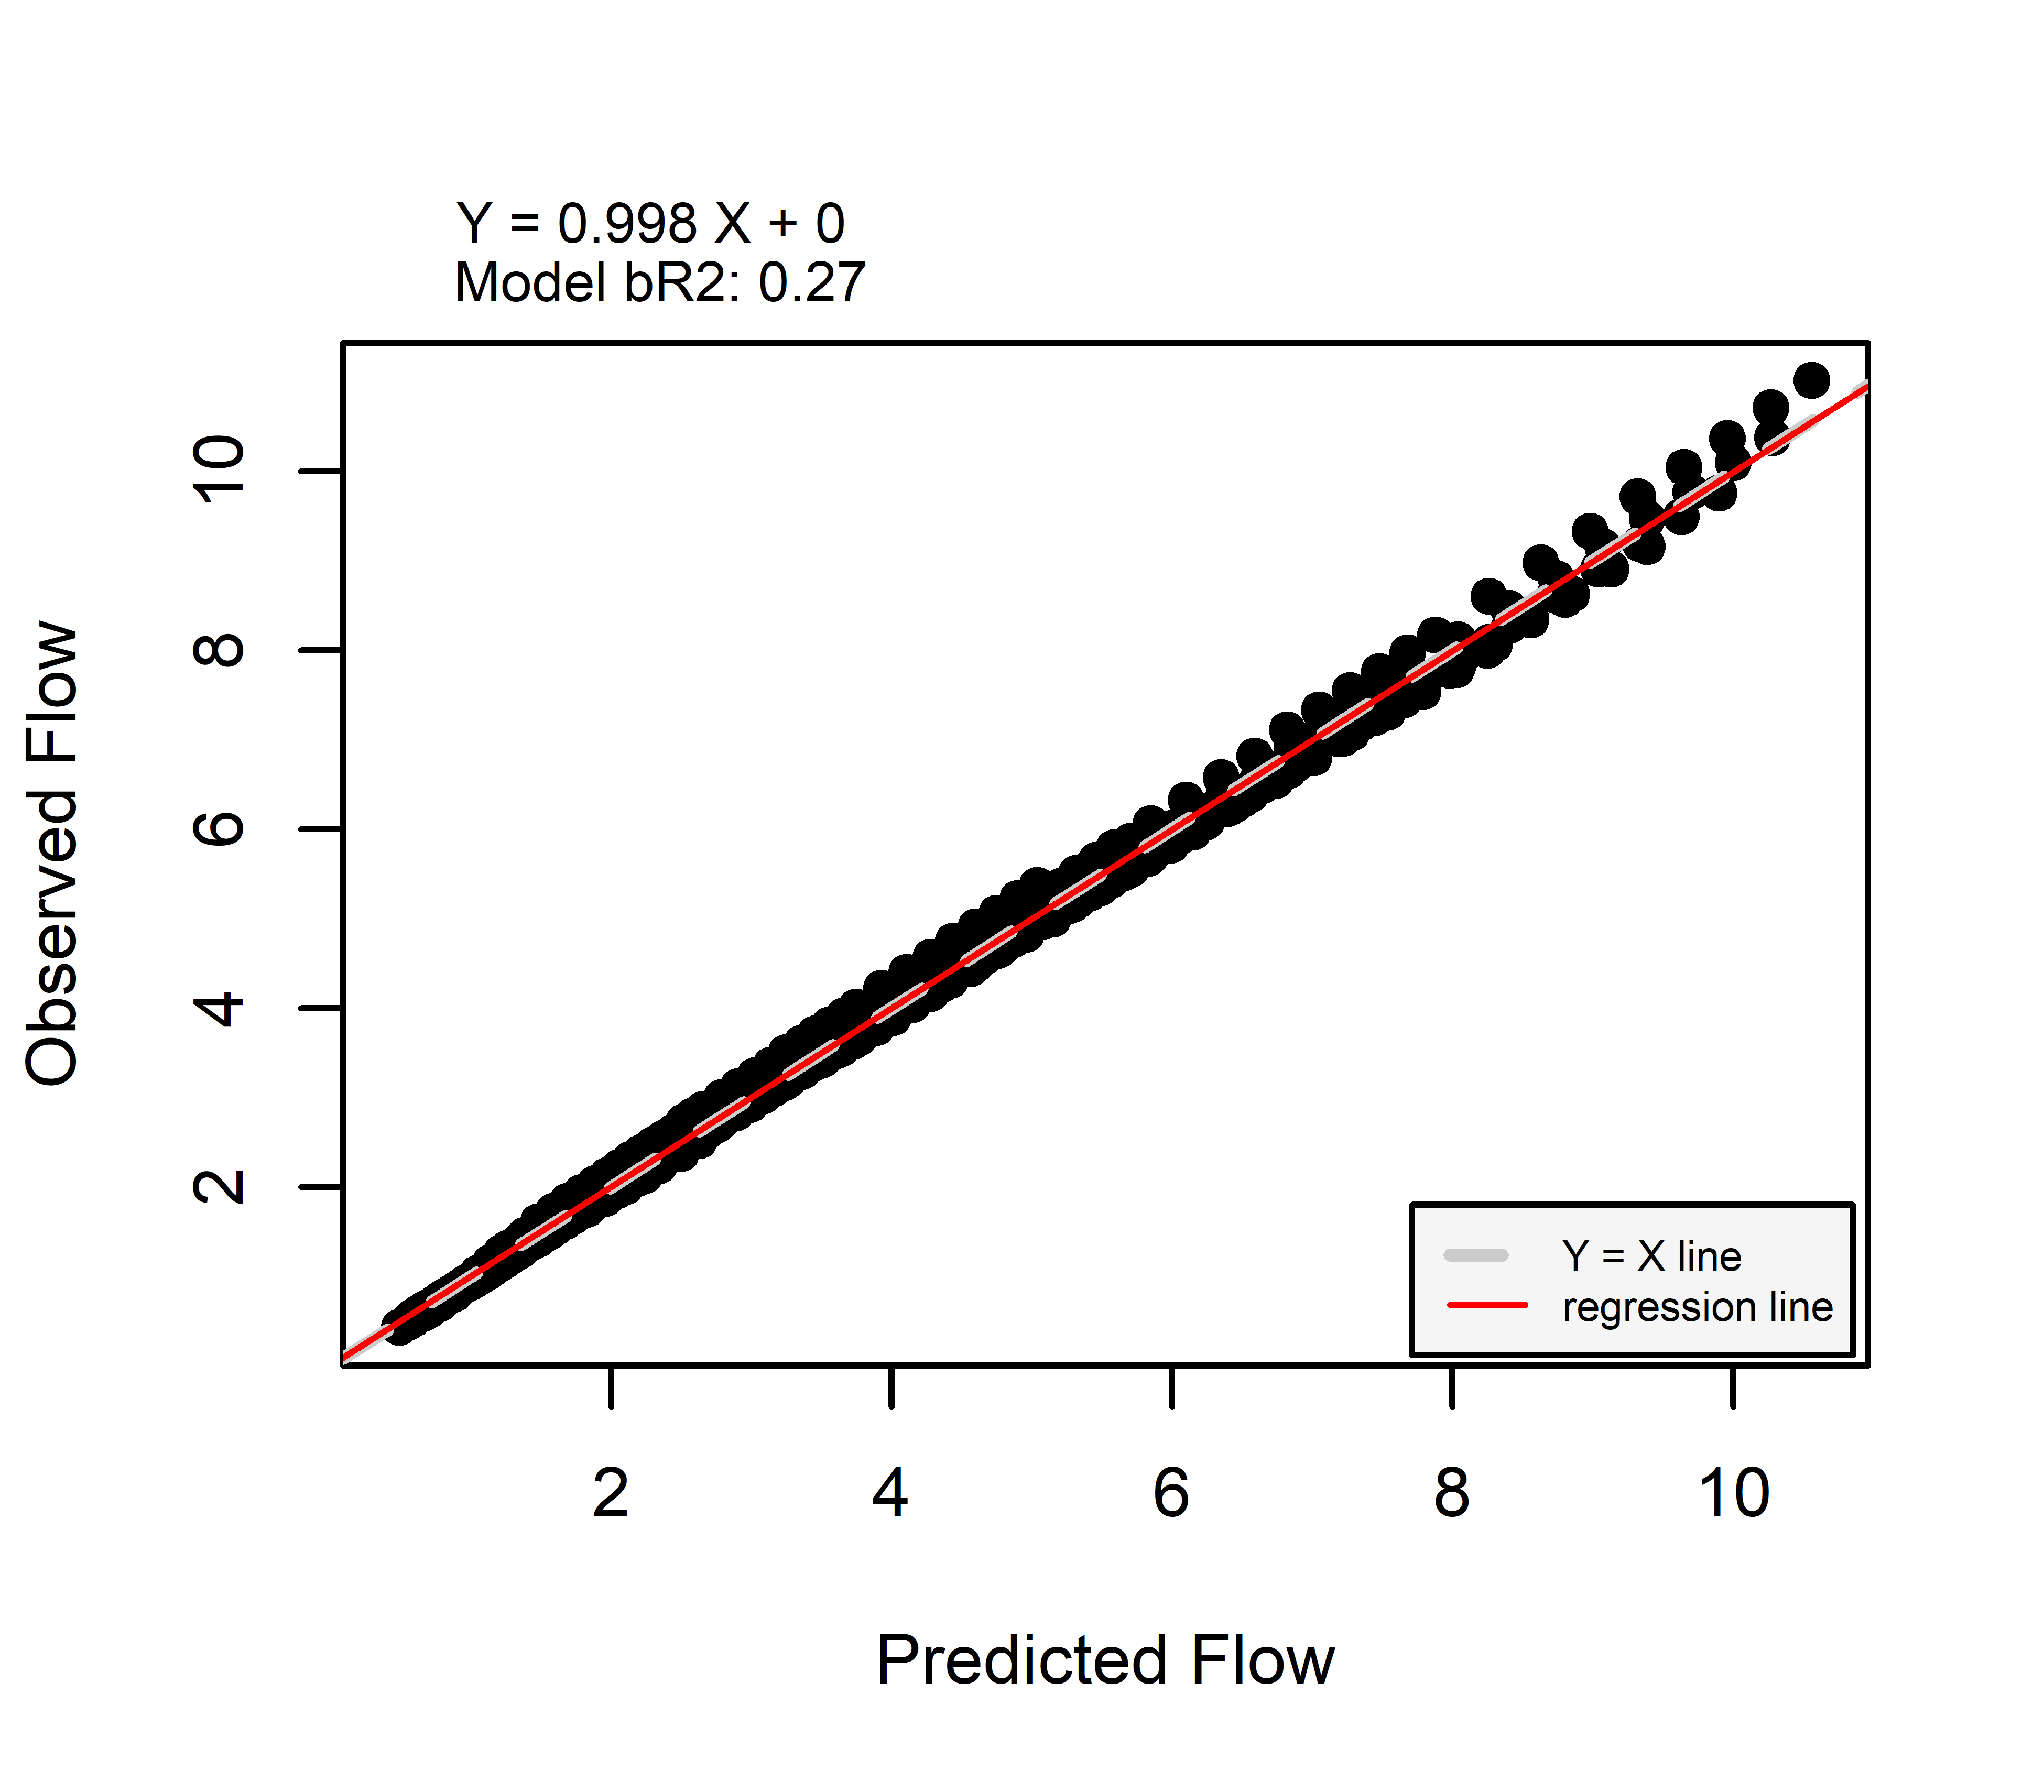 Y = 0.998 X + 0
Model bR2: 0.27
Observed Flow
10
8
6
4
2
Y = X line
regression line
2 4 6 8 10
Predicted Flow